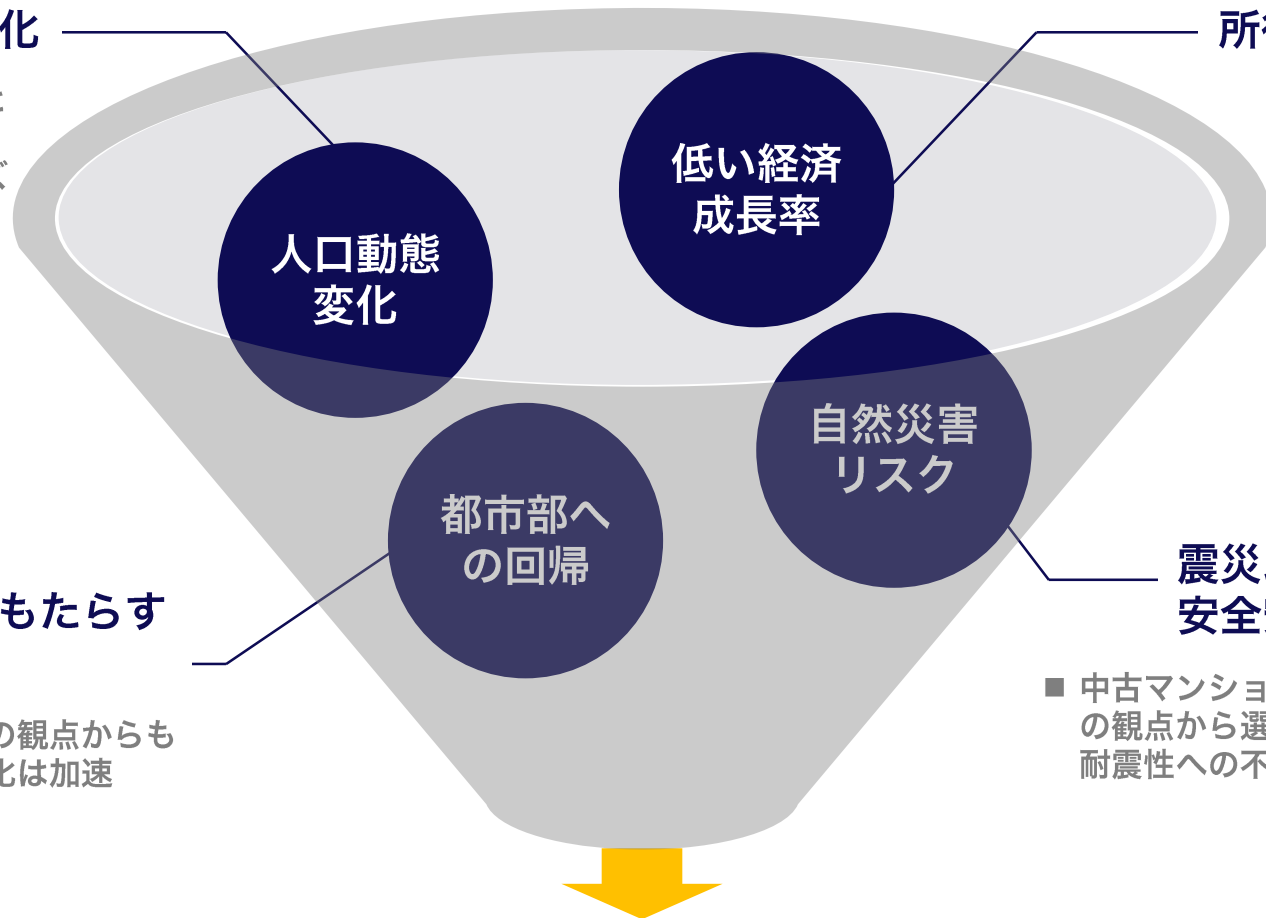 化
所
に
ズ
低い経済
成長率
人口動態
変化
自然災害
リスク
都市部へ
の回帰
もたらす
の観点からも
化は加速
震災、
安全
■ 中古マンショ
の観点から選
耐震性への不